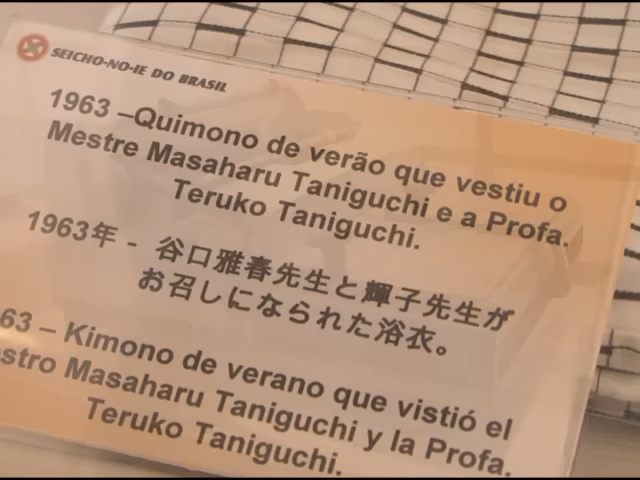 SEICHO-NO-IE DO BRASIL
1963 –Quimono de verão que vestiu o
Mestre Masaharu Taniguchi e a Profa.
Teruko Taniguchi.
1963年 - 谷口雅春先生と輝子先生が
お召しになられた浴衣。
63 – Kimono de verano que vistió el
stro Masaharu Taniguchi y la Profa.
Teruko Taniguchi.